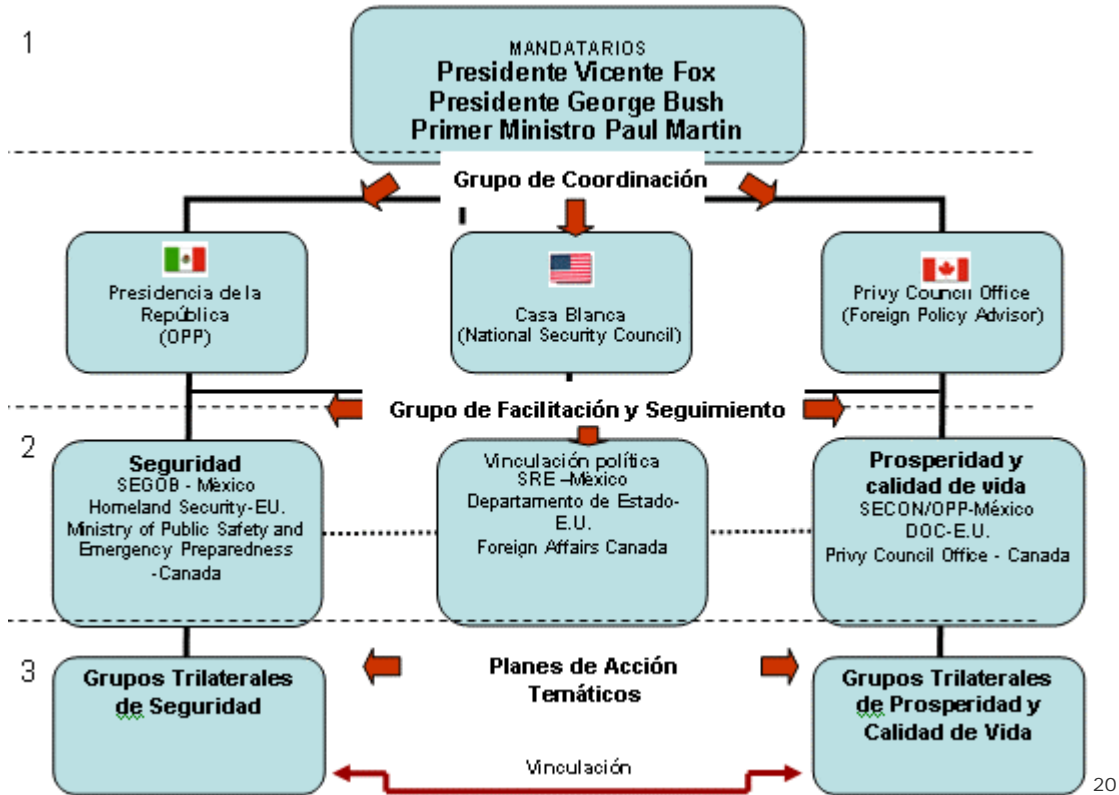 1
MANDATARIOS
Presidente Vicente Fox
Presidente George Bush
Primer Ministro Paul Martin
Grupo de Coordinación
Presidencia de la
República
(OPP)
Casa Blanca
(National Security Council)
Privy Council Office
(Foreign Policy Advisor)
Grupo de Facilitación y Seguimiento
2
Seguridad
SEGOB - México
Homeland Security-EU.
Ministry of Public Safety and
Emergency Preparedness
-Canada
Vinculación política
SRE –México
Departamento de Estado-
E.U.
Foreign Affairs Canada
Prosperidad y
calidad de vida
SECON/OPP-México
DOC-E.U.
Privy Council Office - Canada
3
Grupos Trilaterales
de Seguridad
Planes de Acción
Temáticos
Grupos Trilaterales
de Prosperidad y
Calidad de Vida
Vinculación
20